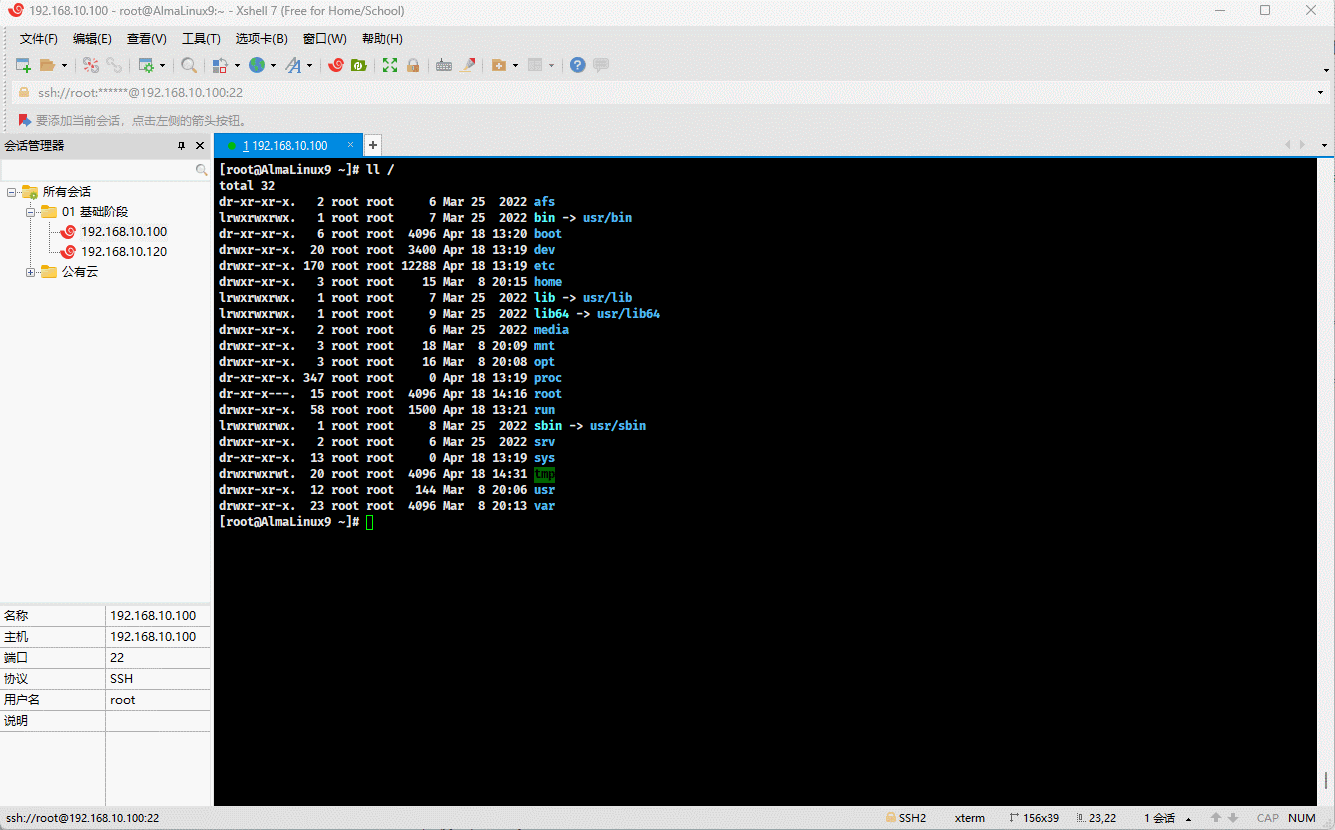 192.168.10.100 - root@AlmaLinux9:~ - Xshell 7 (Free for Home/School)
文件(F) 编辑(E) 查看(V) 工具(T) 选项卡(B) 窗口(W) 帮助(H)
ssh://root:******@192.168.10.100:22
要添加当前会话，点击左侧的箭头按钮。
会话管理器
1 192.168.10.100
所有会话
01 基础阶段
192.168.10.100
192.168.10.120
公有云
[root@AlmaLinux9 ~]# ll /
total 32
dr-xr-xr-x.   2 root root     6 Mar 25  2022 afs
lrwxrwxrwx.   1 root root     7 Mar 25  2022 bin -> usr/bin
dr-xr-xr-x.   6 root root  4096 Apr 18 13:20 boot
drwxr-xr-x.  20 root root  3400 Apr 18 13:19 dev
drwxr-xr-x. 170 root root 12288 Apr 18 13:19 etc
drwxr-xr-x.   3 root root    15 Mar  8 20:15 home
lrwxrwxrwx.   1 root root     7 Mar 25  2022 lib -> usr/lib
lrwxrwxrwx.   1 root root     9 Mar 25  2022 lib64 -> usr/lib64
drwxr-xr-x.   2 root root     6 Mar 25  2022 media
drwxr-xr-x.   3 root root    18 Mar  8 20:09 mnt
drwxr-xr-x.   3 root root    16 Mar  8 20:08 opt
dr-xr-xr-x. 347 root root     0 Apr 18 13:19 proc
dr-xr-x---.  15 root root  4096 Apr 18 14:16 root
drwxr-xr-x.  58 root root  1500 Apr 18 13:21 run
lrwxrwxrwx.   1 root root     8 Mar 25  2022 sbin -> usr/sbin
drwxr-xr-x.   2 root root     6 Mar 25  2022 srv
dr-xr-xr-x.  13 root root     0 Apr 18 13:19 sys
drwxrwxrwt.  20 root root  4096 Apr 18 14:31 tmp
drwxr-xr-x.  12 root root   144 Mar  8 20:06 usr
drwxr-xr-x.  23 root root  4096 Mar  8 20:13 var
[root@AlmaLinux9 ~]#
名称 192.168.10.100
主机 192.168.10.100
端口 22
协议 SSH
用户名 root
说明
ssh://root@192.168.10.100:22 SSH2 xterm 156x39 23,22 1 会话 CAP NUM